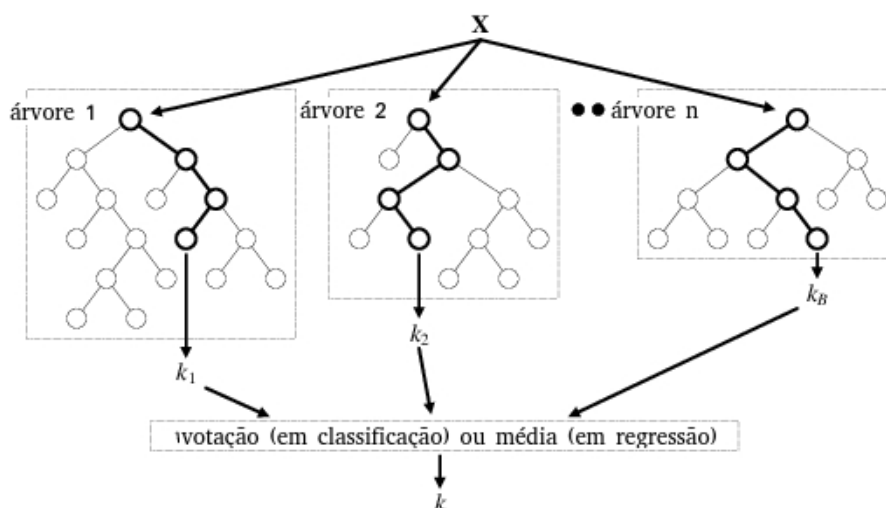 X
árvore 1
árvore 2
●● árvore n
k1
k2
kB
votação (em classificação) ou média (em regressão)
k